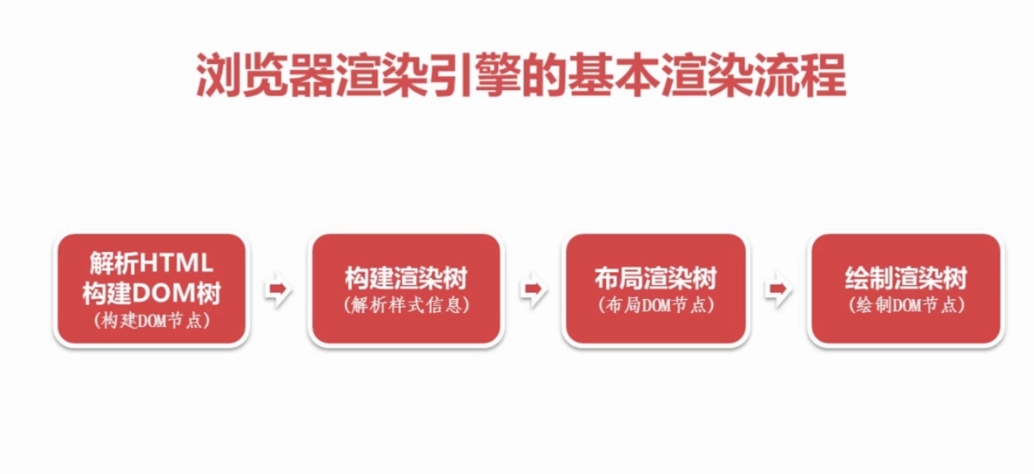 浏览器渲染引擎的基本渲染流程
解析HTML
构建DOM树
(构建DOM节点)
构建渲染树
(解析样式信息)
布局渲染树
(布局DOM节点)
绘制渲染树
(绘制DOM节点)